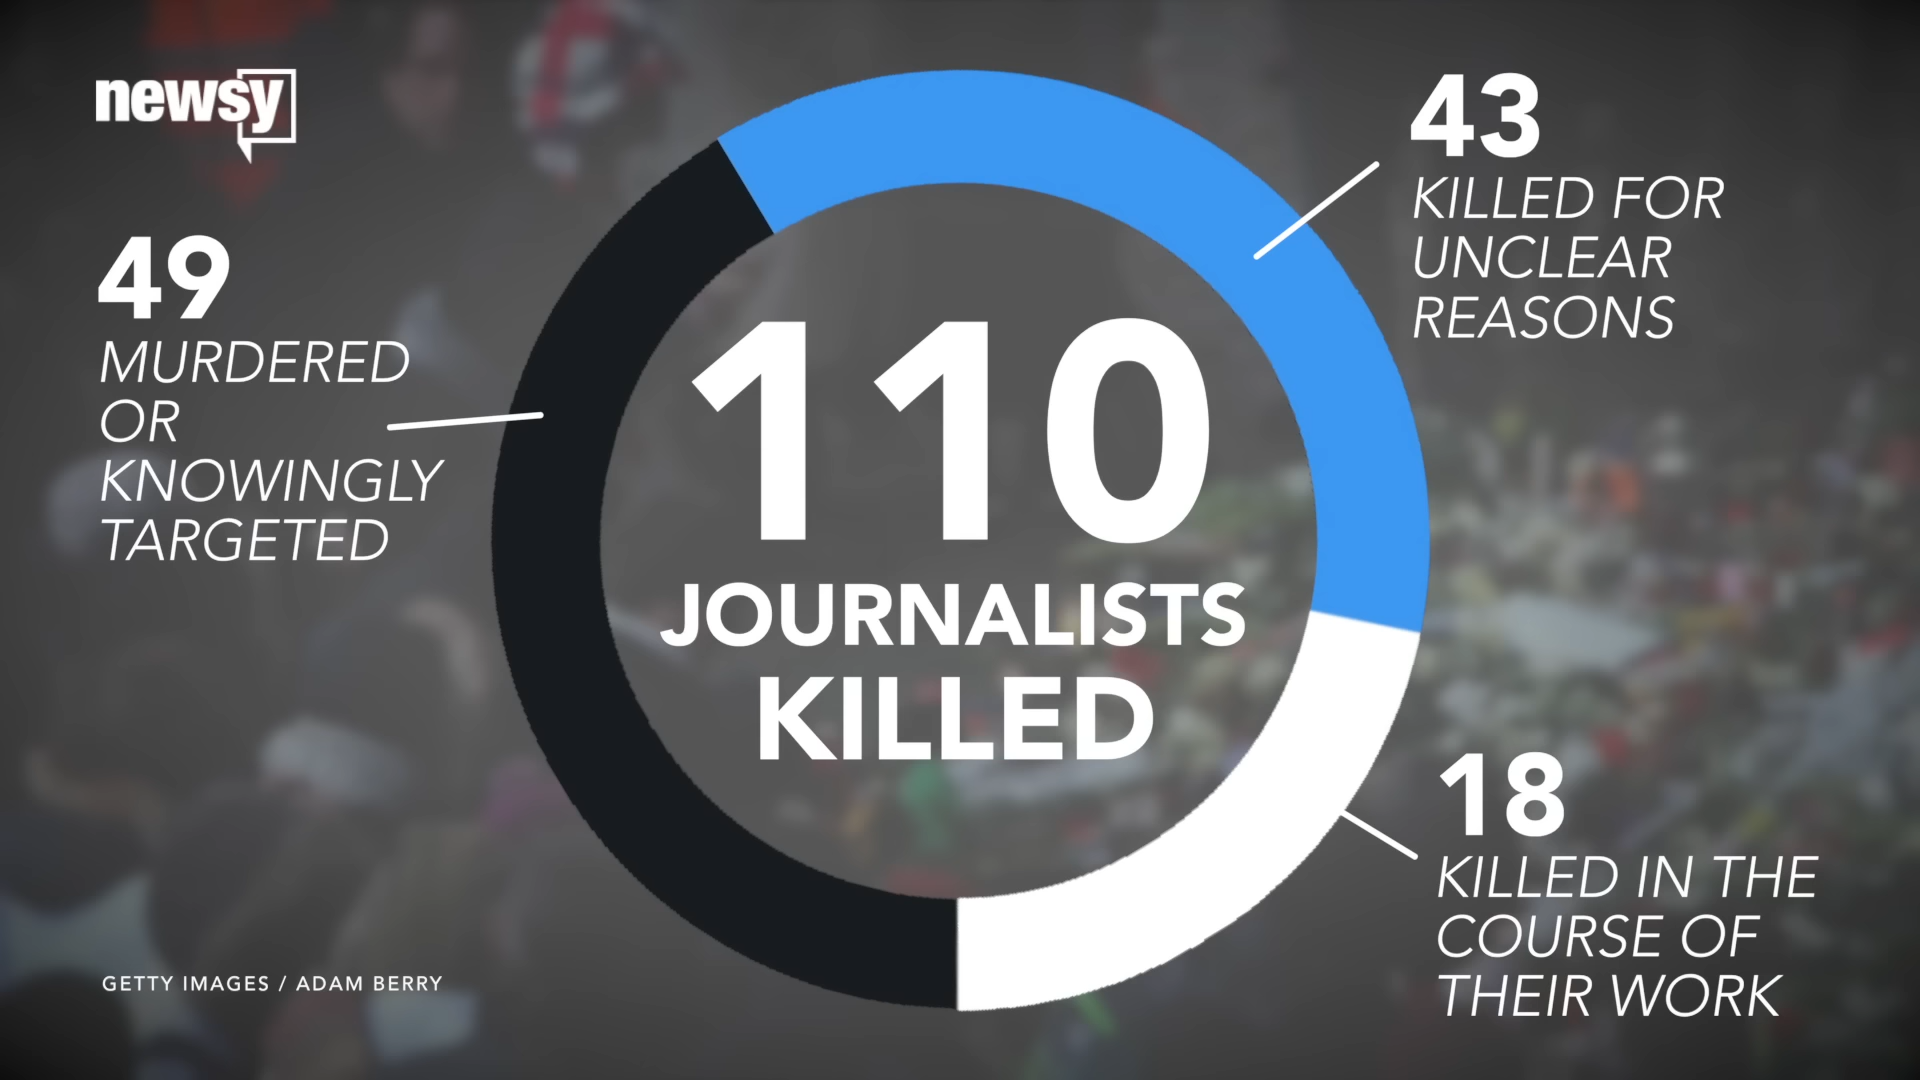 newsy
49
MURDERED
OR
KNOWINGLY
TARGETED
110
JOURNALISTS
KILLED
43
KILLED FOR
UNCLEAR
REASONS
18
KILLED IN THE
COURSE OF
THEIR WORK
GETTY IMAGES / ADAM BERRY